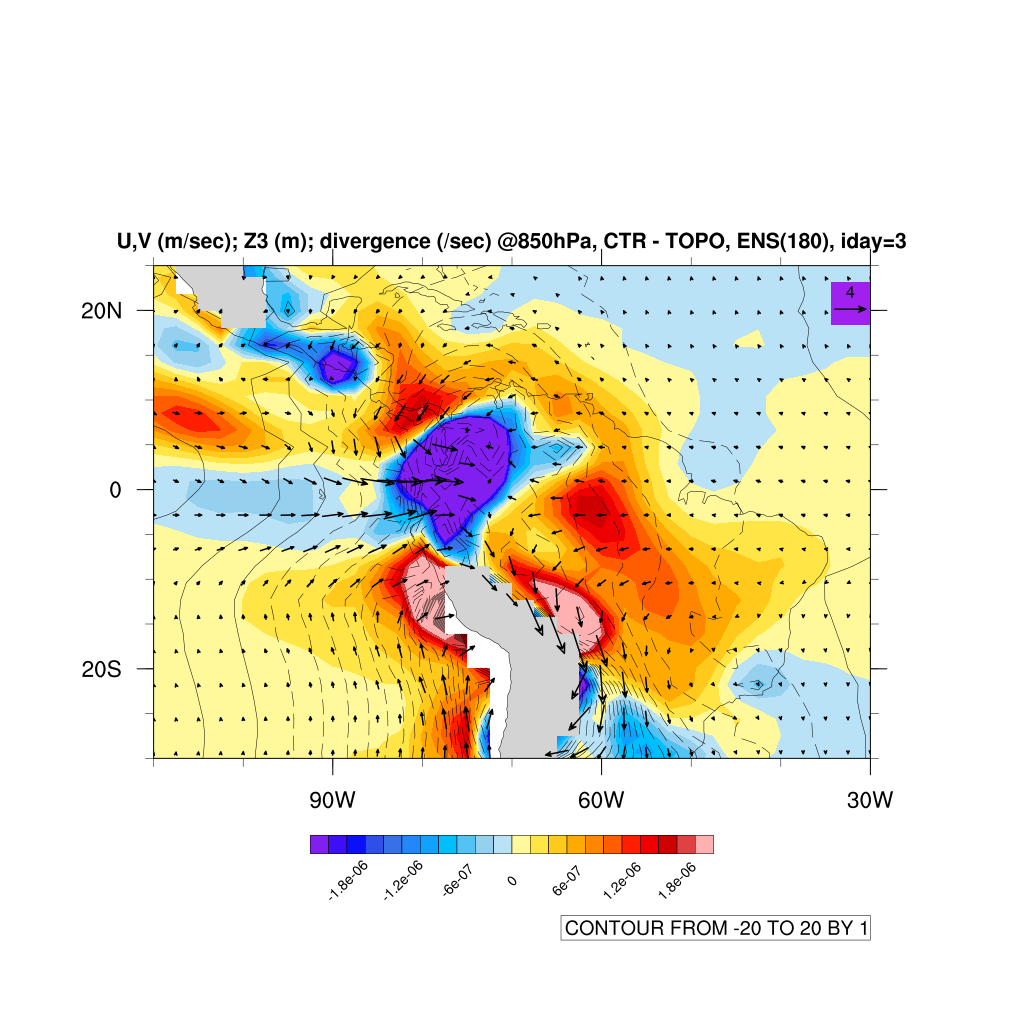 U,V (m/sec); Z3 (m); divergence (/sec) @850hPa, CTR - TOPO, ENS(180), iday=3
4
20N
0
20S
90W 60W 30W
-1.8e-06 -1.2e-06 -6e-07 0 6e-07 1.2e-06 1.8e-06
CONTOUR FROM -20 TO 20 BY 1